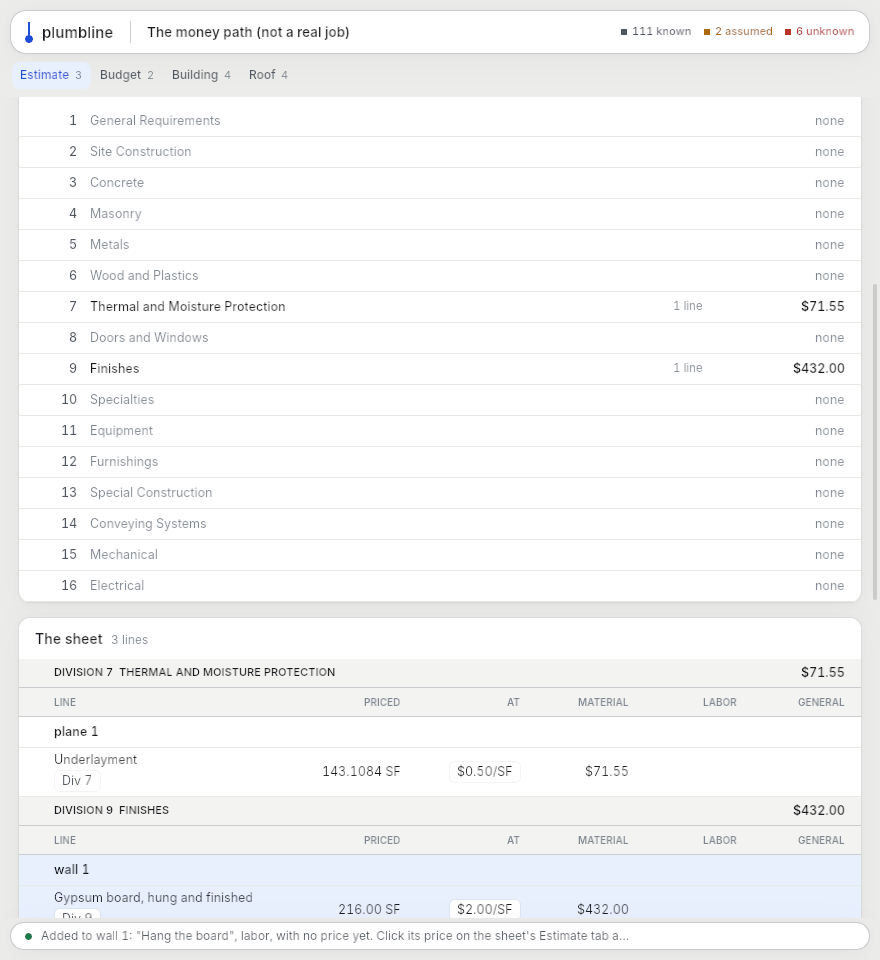 plumbline The money path (not a real job) 111 known 2 assumed 6 unknown
Estimate 3 Budget 2 Building 4 Roof 4
1 General Requirements none
2 Site Construction none
3 Concrete none
4 Masonry none
5 Metals none
6 Wood and Plastics none
7 Thermal and Moisture Protection 1 line $71.55
8 Doors and Windows none
9 Finishes 1 line $432.00
10 Specialties none
11 Equipment none
12 Furnishings none
13 Special Construction none
14 Conveying Systems none
15 Mechanical none
16 Electrical none
The sheet 3 lines
DIVISION 7 THERMAL AND MOISTURE PROTECTION $71.55
LINE PRICED AT MATERIAL LABOR GENERAL
plane 1
Underlayment
Div 7 143.1084 SF $0.50/SF $71.55
DIVISION 9 FINISHES $432.00
LINE PRICED AT MATERIAL LABOR GENERAL
wall 1
Gypsum board, hung and finished
Div 9 216.00 SF $2.00/SF $432.00
Added to wall 1: "Hang the board", labor, with no price yet. Click its price on the sheet's Estimate tab a...